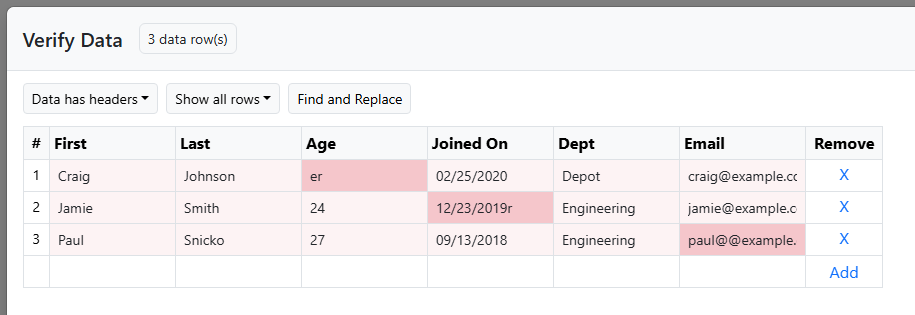 Verify Data 3 data row(s)
Data has headers Show all rows Find and Replace
# First Last Age Joined On Dept Email Remove
1 Craig Johnson er 02/25/2020 Depot craig@example.cc X
2 Jamie Smith 24 12/23/2019r Engineering jamie@example.c X
3 Paul Snicko 27 09/13/2018 Engineering paul@@example. X
Add